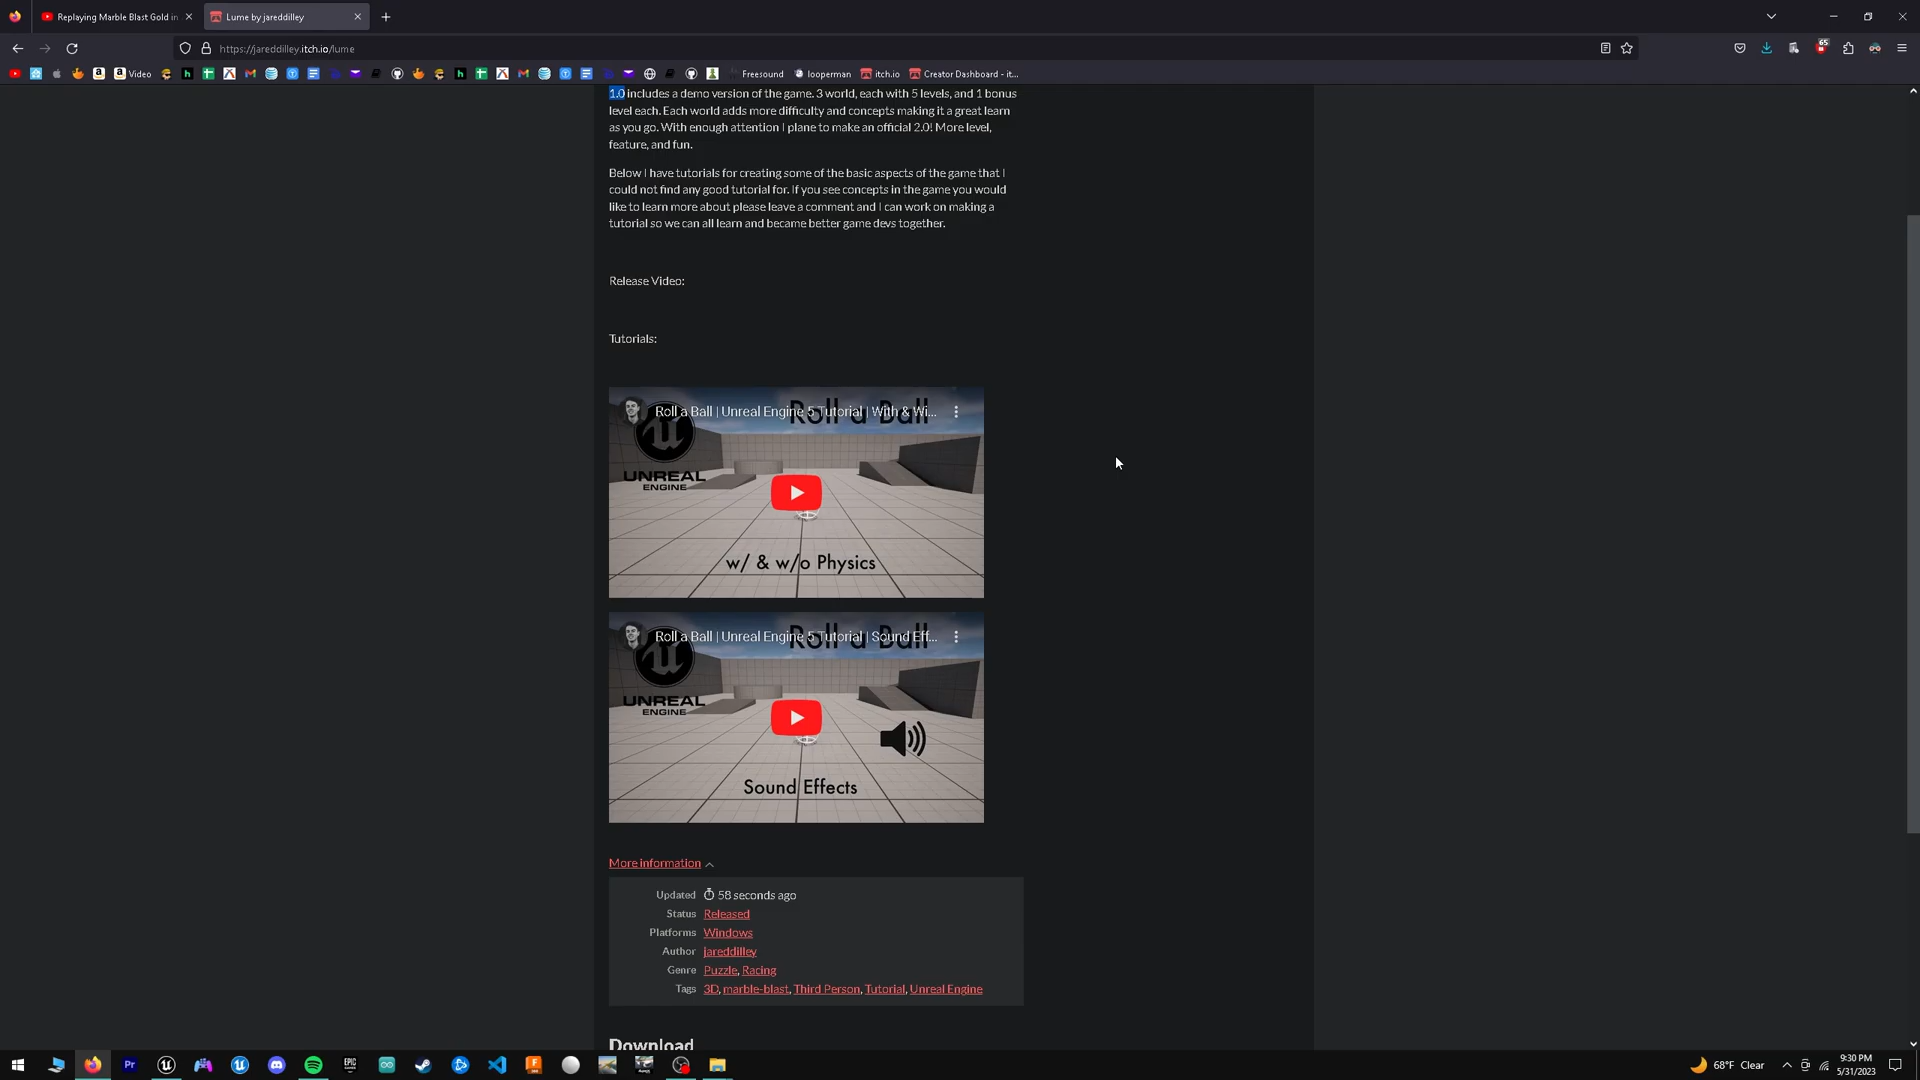 Replaying Marble Blast Gold in
Lume by jareddilley
https://jareddilley.itch.io/lume
65
Video
Freesound
looperman
itch.io
Creator Dashboard - it...
1.0 includes a demo version of the game. 3 world, each with 5 levels, and 1 bonus
level each. Each world adds more difficulty and concepts making it a great learn
as you go. With enough attention I plane to make an official 2.0! More level,
feature, and fun.
Below I have tutorials for creating some of the basic aspects of the game that I
could not find any good tutorial for. If you see concepts in the game you would
like to learn more about please leave a comment and I can work on making a
tutorial so we can all learn and became better game devs together.
Release Video:
Tutorials:
Roll a Ball | Unreal Engine 5 Tutorial | With & Wi...
Roll a Ball
UNREAL
ENGINE
w/ & w/o Physics
Roll a Ball | Unreal Engine 5 Tutorial | Sound Eff...
Roll a Ball
UNREAL
ENGINE
Sound Effects
More information
Updated 58 seconds ago
Status Released
Platforms Windows
Author jareddilley
Genre Puzzle, Racing
Tags 3D, marble-blast, Third Person, Tutorial, Unreal Engine
Download
Pr
EPIC
68°F Clear
9:30 PM
5/31/2023